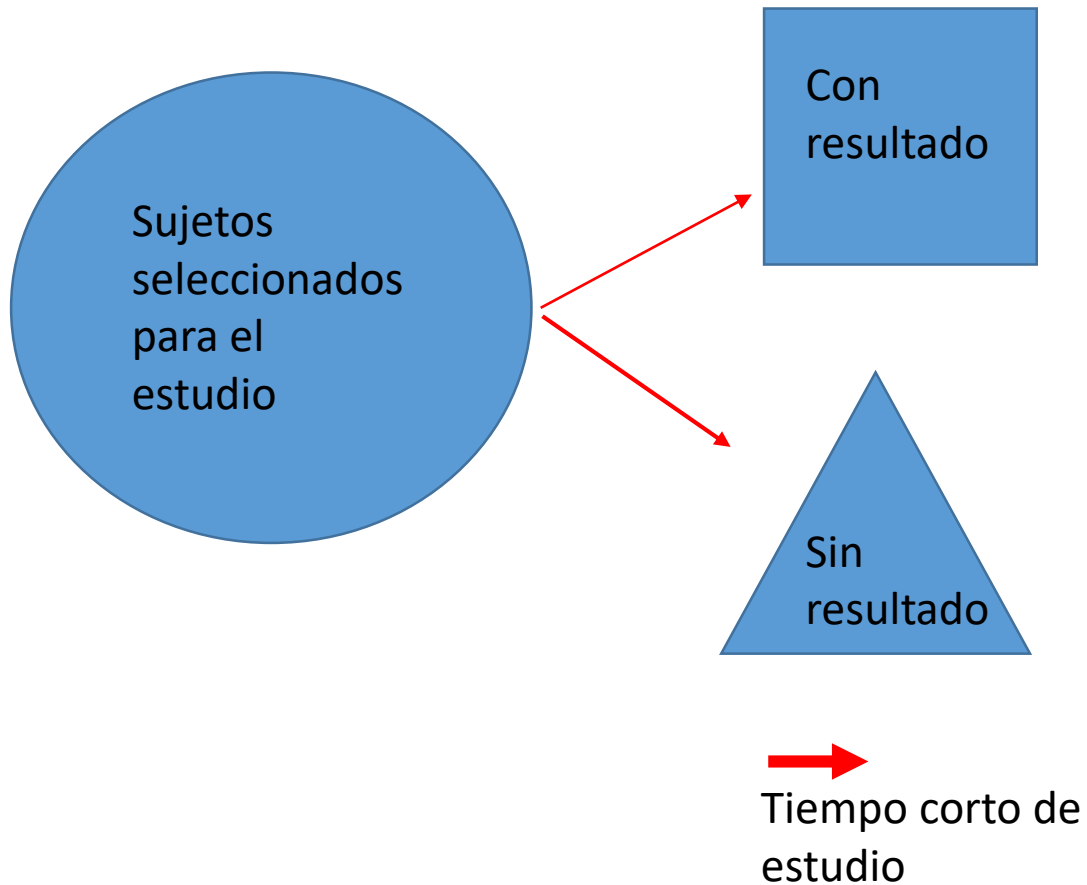 Sujetos
seleccionados
para el
estudio
Con
resultado
Sin
resultado
Tiempo corto de
estudio